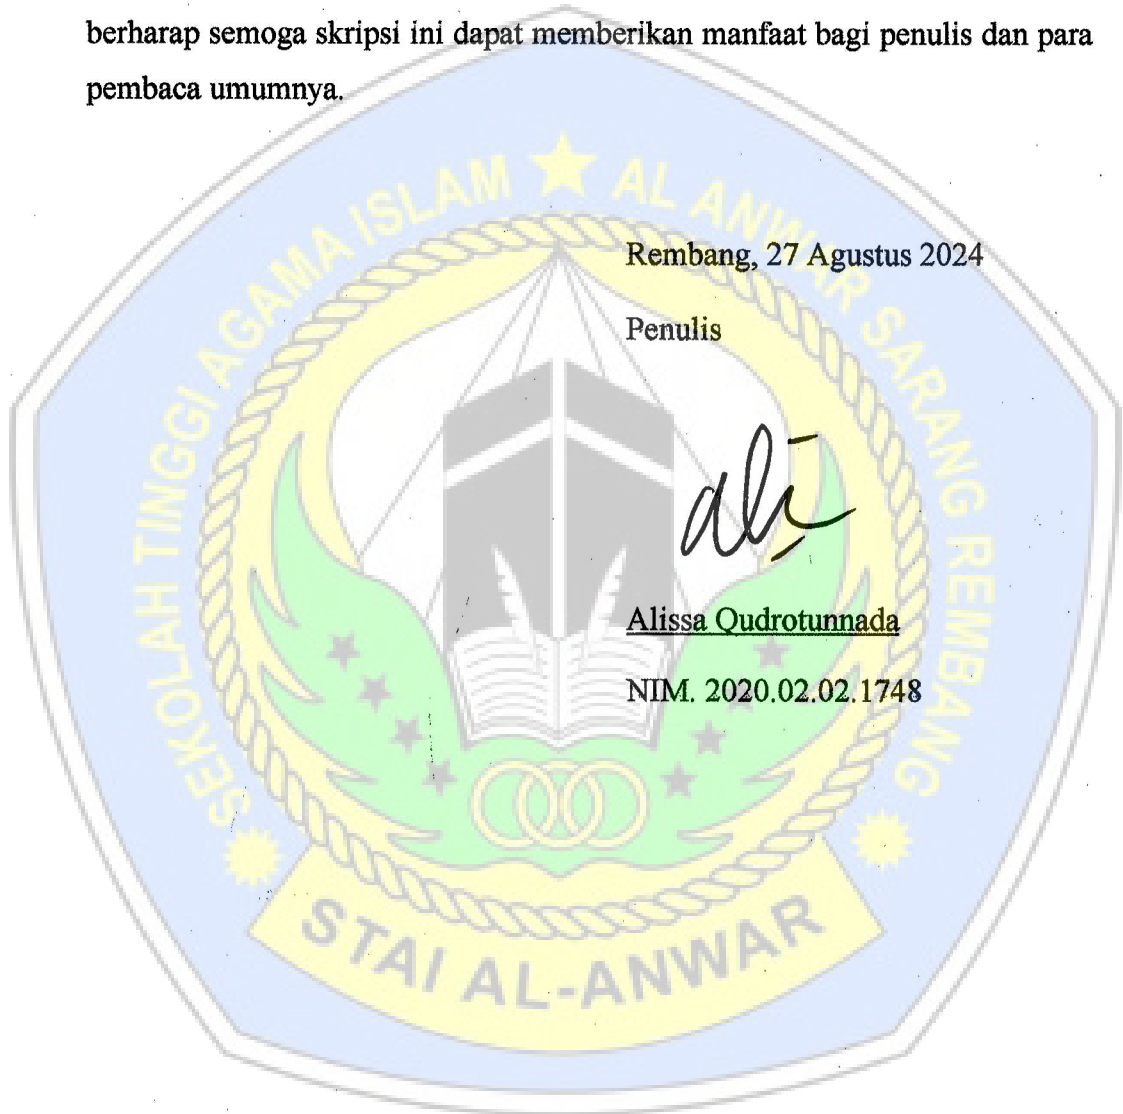 berharap semoga skripsi ini dapat memberikan manfaat bagi penulis dan para
pembaca umumnya.
SEKOLAH TINGGI AGAMA ISLAM ★ AL ANWAR SARANG REMBANG
Rembang, 27 Agustus 2024
Penulis
ali
Alissa Qudrotunnada
NIM. 2020.02.02.1748
STAI AL-ANWAR